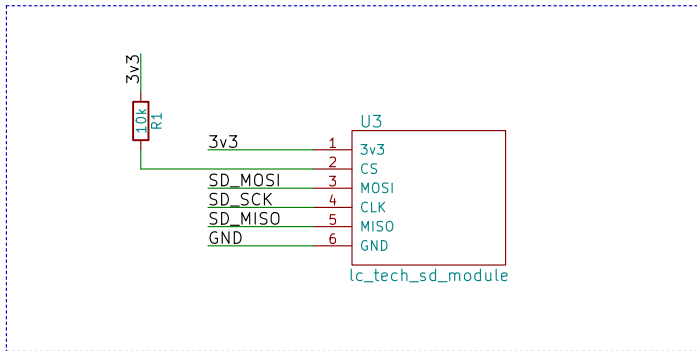 3v3
10k
R1
U3
3v3 1 3v3
2 CS
SD_MOSI 3 MOSI
SD_SCK 4 CLK
SD_MISO 5 MISO
GND 6 GND
lc_tech_sd_module